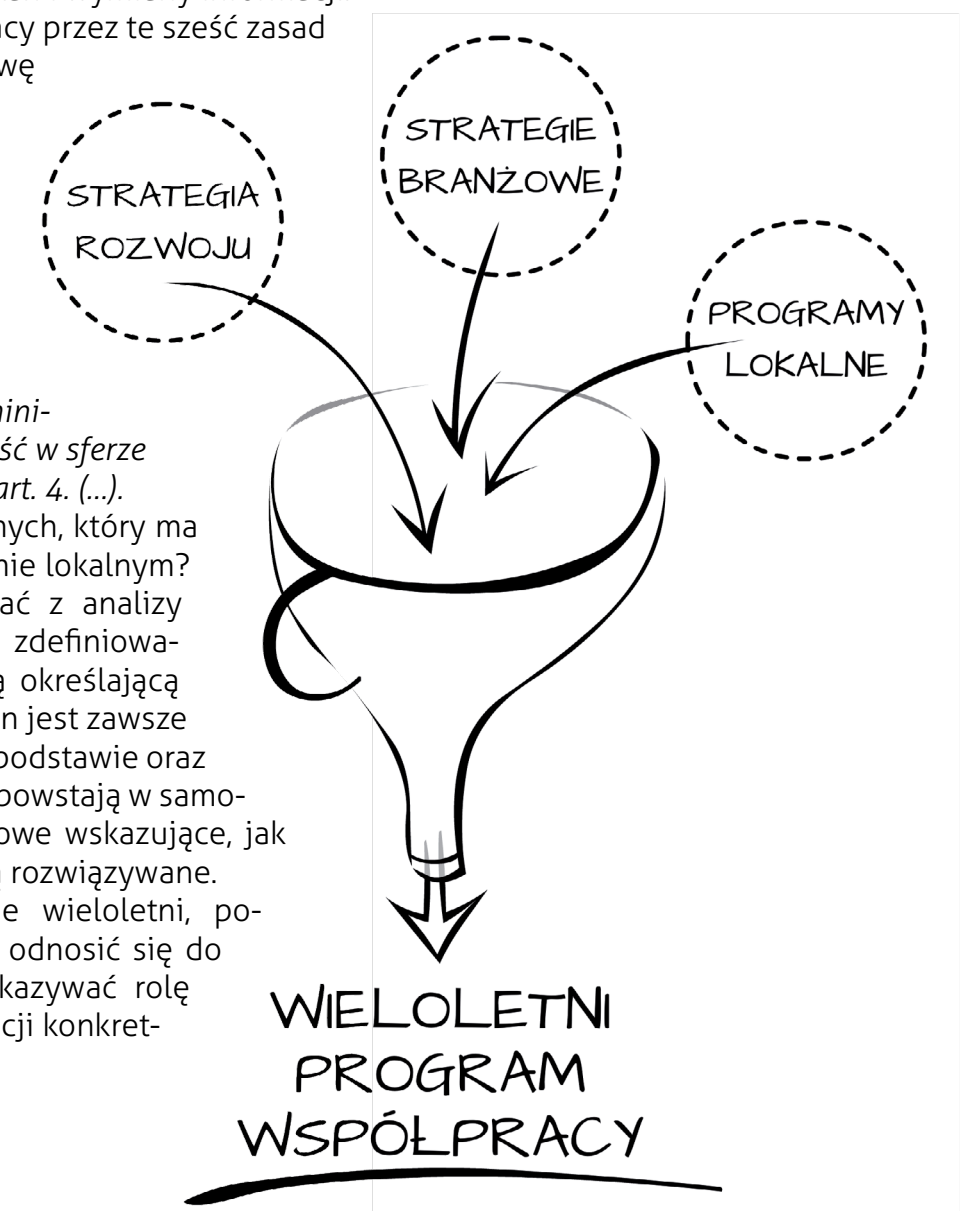 acy przez te sześć zasad
wę
STRATEGIA
ROZWOJU
STRATEGIE
BRANŻOWE
PROGRAMY
LOKALNE
mini-
ść w sferze
art. 4. (...).
nych, który ma
nie lokalnym?
ać z analizy
zdefiniowa-
ą określającą
n jest zawsze
podstawie oraz
powstają w samo-
owe wskazujące, jak
ą rozwiązywane.
e wieloletni, po-
odnosić się do
kazywać rolę
cji konkret-
WIELOLETNI
PROGRAM
WSPÓŁPRACY